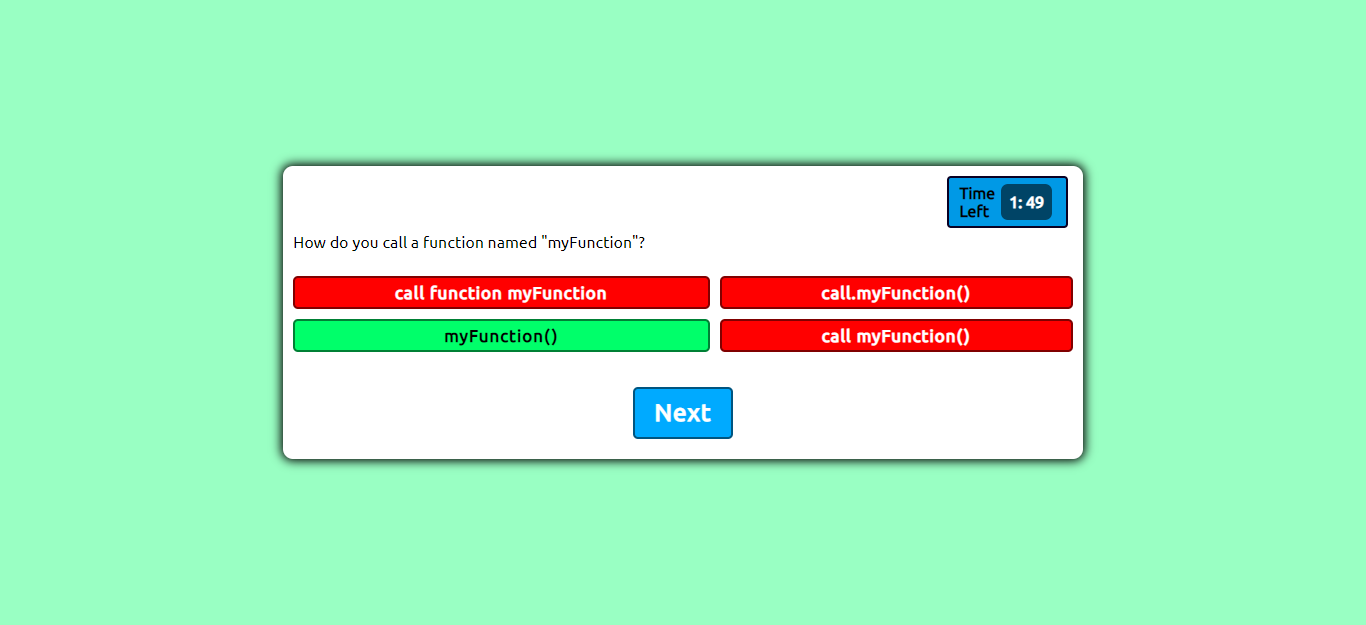 Time
Left
1: 49
How do you call a function named "myFunction"?
call function myFunction
call.myFunction()
myFunction()
call myFunction()
Next